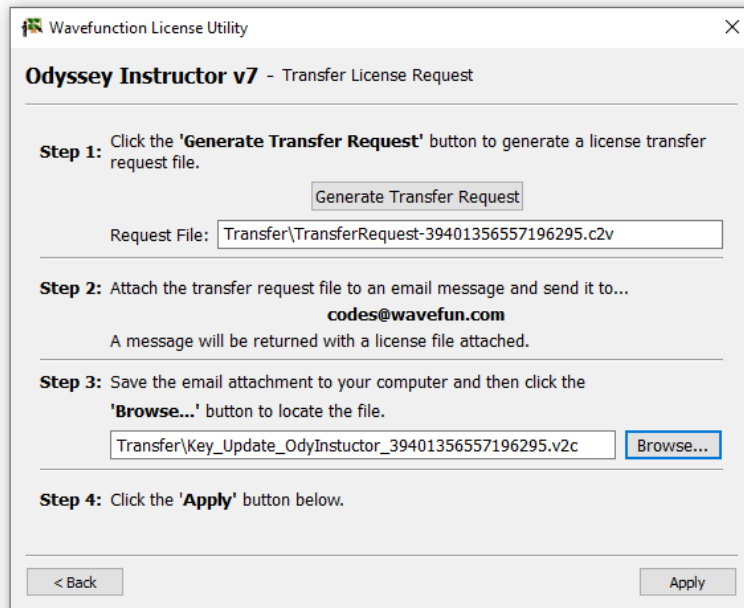 Wavefunction License Utility
Odyssey Instructor v7 - Transfer License Request
Step 1: Click the 'Generate Transfer Request' button to generate a license transfer
request file.
Generate Transfer Request
Request File: Transfer\TransferRequest-39401356557196295.c2v
Step 2: Attach the transfer request file to an email message and send it to...
codes@wavefun.com
A message will be returned with a license file attached.
Step 3: Save the email attachment to your computer and then click the
'Browse...' button to locate the file.
Transfer\Key_Update_OdyInstuctor_39401356557196295.v2c Browse...
Step 4: Click the 'Apply' button below.
< Back Apply